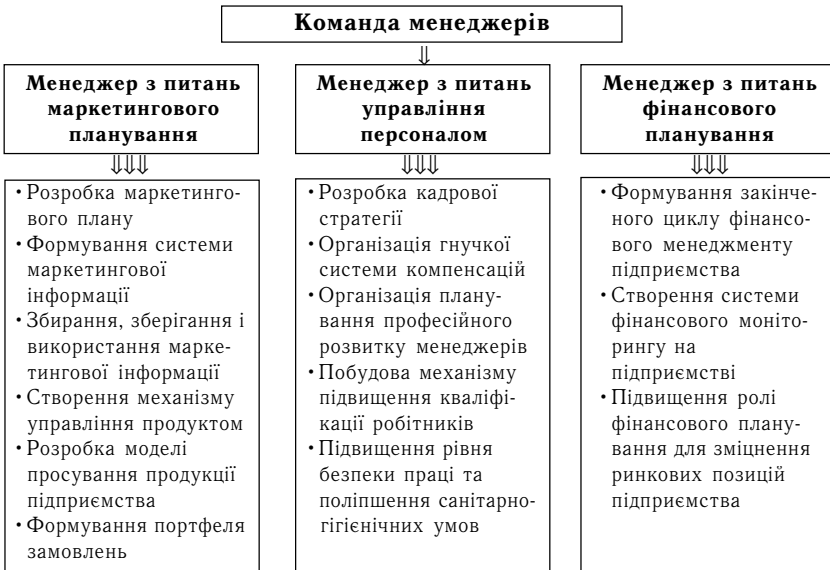 Команда менеджерів
⇓
Менеджер з питань
маркетингового
планування
⇓⇓⇓
• Розробка маркетинго-
вого плану
• Формування системи
маркетингової
інформації
• Збирання, зберігання і
використання марке-
тингової інформації
• Створення механізму
управління продуктом
• Розробка моделі
просування продукції
підприємства
• Формування портфеля
замовлень
Менеджер з питань
управління
персоналом
⇓⇓⇓
• Розробка кадрової
стратегії
• Організація гнучкої
системи компенсацій
• Організація плану-
вання професійного
розвитку менеджерів
• Побудова механізму
підвищення кваліфі-
кації робітників
• Підвищення рівня
безпеки праці та
поліпшення санітарно-
гігієнічних умов
Менеджер з питань
фінансового
планування
⇓⇓⇓
• Формування закінче-
ного циклу фінансо-
вого менеджменту
підприємства
• Створення системи
фінансового моніто-
рингу на
підприємстві
• Підвищення ролі
фінансового плану-
вання для зміцнення
ринкових позицій
підприємства